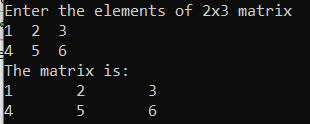 Enter the elements of 2x3 matrix
1  2  3
4  5  6
The matrix is:
1       2       3
4       5       6